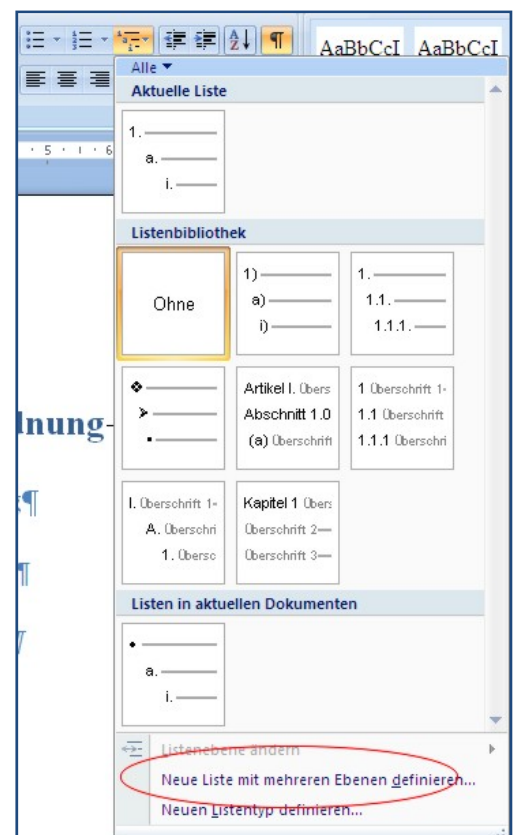 AaBbCcI AaBbCcI
Alle
Aktuelle Liste
1.
a.
i.
· 5 · ı · 6
Listenbibliothek
Ohne
1)
a)
i)
1.
1.1.
1.1.1.
Artikel I. Übers
Abschnitt 1.0
(a) Überschrift
1 Überschrift 1
1.1 Überschrift
1.1.1 Überschri
I. Überschrift 1
A. Überschri
1. Übersc
Kapitel 1 Übers
Überschrift 2
Überschrift 3
dnung
¶
¶
¶
Listen in aktuellen Dokumenten
•
a.
i.
Listenebene ändern
Neue Liste mit mehreren Ebenen definieren...
Neuen Listentyp definieren...